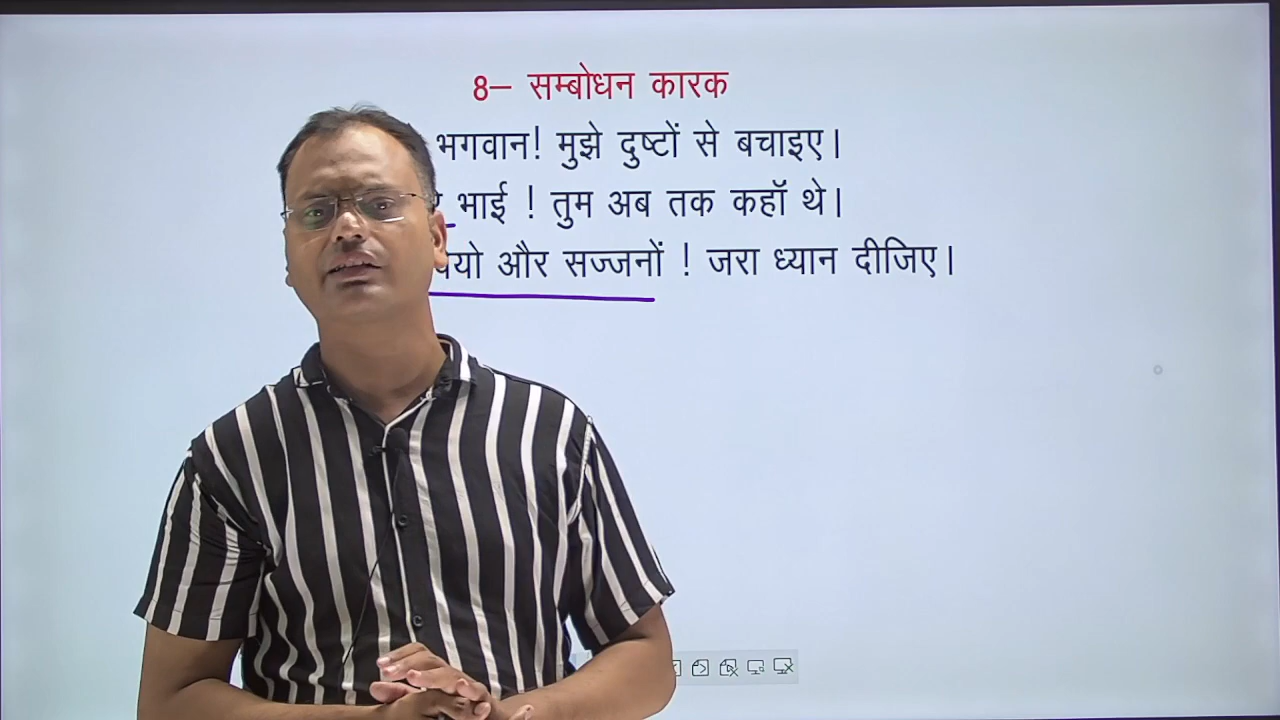 8– सम्बोधन कारक
भगवान! मुझे दुष्टों से बचाइए।
भाई ! तुम अब तक कहॉ थे।
और सज्जनों ! जरा ध्यान दीजिए।